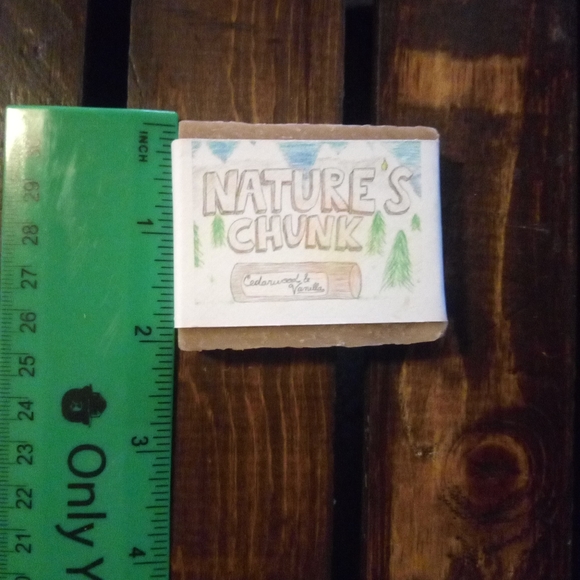 NATURE'S
CHUNK
Cedarwood &
Vanilla
INCH
1
2
3
4
29
28
27
26
25
24
23
22
21
Only Y